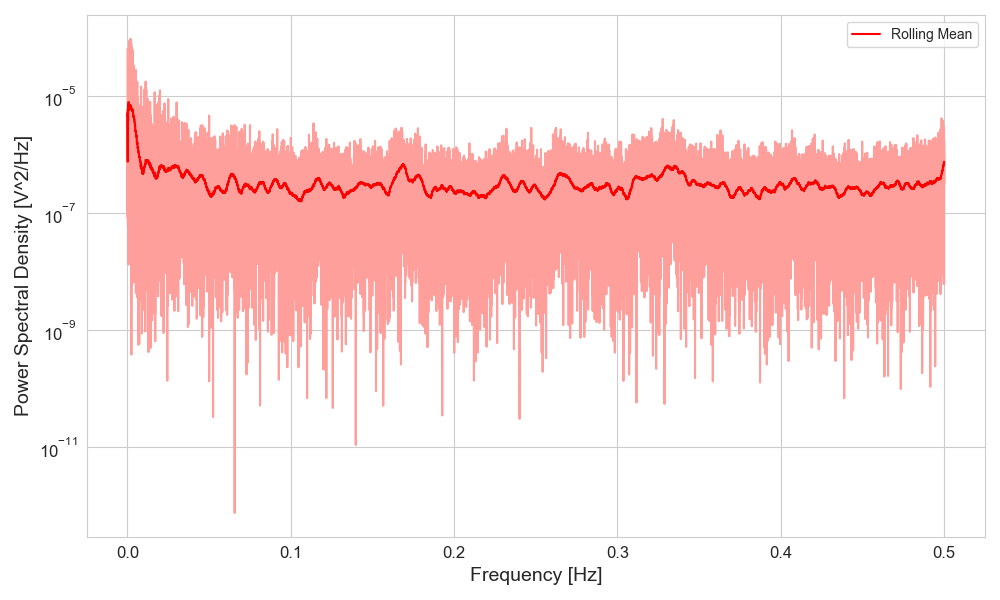 Rolling Mean
Power Spectral Density [V^2/Hz]
10⁻⁵
10⁻⁷
10⁻⁹
10⁻¹¹
0.0 0.1 0.2 0.3 0.4 0.5
Frequency [Hz]